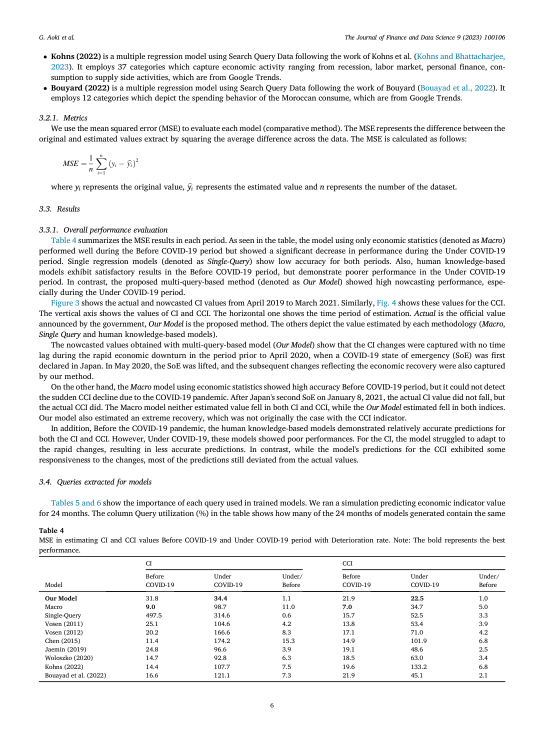 G. Aoki et al.
The Journal of Finance and Data Science 9 (2023) 100106
• Kohns (2022) is a multiple regression model using Search Query Data following the work of Kohns et al. (Kohns and Bhattacharjee,
2023). It employs 37 categories which capture economic activity ranging from recession, labor market, personal finance, con-
sumption to supply side activities, which are from Google Trends.
• Bouyard (2022) is a multiple regression model using Search Query Data following the work of Bouyard (Bouayad et al., 2022). It
employs 12 categories which depict the spending behavior of the Moroccan consume, which are from Google Trends.
3.2.1. Metrics
We use the mean squared error (MSE) to evaluate each model (comparative method). The MSE represents the difference between the
original and estimated values extract by squaring the average difference across the data. The MSE is calculated as follows:
MSE = 1/n ∑ i=1 n (yi − ŷi)²
where yi represents the original value, ŷi represents the estimated value and n represents the number of the dataset.
3.3. Results
3.3.1. Overall performance evaluation
Table 4 summarizes the MSE results in each period. As seen in the table, the model using only economic statistics (denoted as Macro)
performed well during the Before COVID-19 period but showed a significant decrease in performance during the Under COVID-19
period. Single regression models (denoted as Single-Query) show low accuracy for both periods. Also, human knowledge-based
models exhibit satisfactory results in the Before COVID-19 period, but demonstrate poorer performance in the Under COVID-19
period. In contrast, the proposed multi-query-based method (denoted as Our Model) showed high nowcasting performance, espe-
cially during the Under COVID-19 period.
Figure 3 shows the actual and nowcasted CI values from April 2019 to March 2021. Similarly, Fig. 4 shows these values for the CCI.
The vertical axis shows the values of CI and CCI. The horizontal one shows the time period of estimation. Actual is the official value
announced by the government, Our Model is the proposed method. The others depict the value estimated by each methodology (Macro,
Single Query and human knowledge-based models).
The nowcasted values obtained with multi-query-based model (Our Model) show that the CI changes were captured with no time
lag during the rapid economic downturn in the period prior to April 2020, when a COVID-19 state of emergency (SoE) was first
declared in Japan. In May 2020, the SoE was lifted, and the subsequent changes reflecting the economic recovery were also captured
by our method.
On the other hand, the Macro model using economic statistics showed high accuracy Before COVID-19 period, but it could not detect
the sudden CCI decline due to the COVID-19 pandemic. After Japan's second SoE on January 8, 2021, the actual CI value did not fall, but
the actual CCI did. The Macro model neither estimated value fell in both CI and CCI, while the Our Model estimated fell in both indices.
Our model also estimated an extreme recovery, which was not originally the case with the CCI indicator.
In addition, Before the COVID-19 pandemic, the human knowledge-based models demonstrated relatively accurate predictions for
both the CI and CCI. However, Under COVID-19, these models showed poor performances. For the CI, the model struggled to adapt to
the rapid changes, resulting in less accurate predictions. In contrast, while the model's predictions for the CCI exhibited some
responsiveness to the changes, most of the predictions still deviated from the actual values.
3.4. Queries extracted for models
Tables 5 and 6 show the importance of each query used in trained models. We ran a simulation predicting economic indicator value
for 24 months. The column Query utilization (%) in the table shows how many of the 24 months of models generated contain the same
Table 4
MSE in estimating CI and CCI values Before COVID-19 and Under COVID-19 period with Deterioration rate. Note: The bold represents the best
performance.
CI CCI
Before Under Under/ Before Under Under/
Model COVID-19 COVID-19 Before COVID-19 COVID-19 Before
Our Model 31.8 34.4 1.1 21.9 22.5 1.0
Macro 9.0 98.7 11.0 7.0 34.7 5.0
Single-Query 497.5 314.6 0.6 15.7 52.5 3.3
Vosen (2011) 25.1 104.6 4.2 13.8 53.4 3.9
Vosen (2012) 20.2 166.6 8.3 17.1 71.0 4.2
Chen (2015) 11.4 174.2 15.3 14.9 101.9 6.8
Jaemin (2019) 24.8 96.6 3.9 19.1 48.6 2.5
Woloszko (2020) 14.7 92.8 6.3 18.5 63.0 3.4
Kohns (2022) 14.4 107.7 7.5 19.6 133.2 6.8
Bouayad et al. (2022) 16.6 121.1 7.3 21.9 45.1 2.1
6